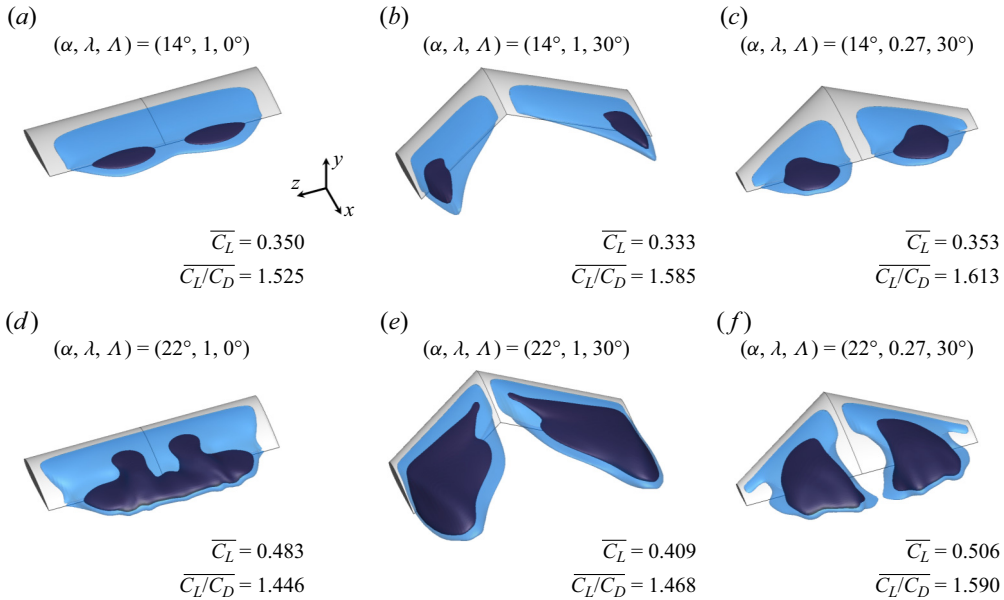 (a)
(α, λ, Λ) = (14°, 1, 0°)
y
z
x
C_L = 0.350
C_L/C_D = 1.525
(b)
(α, λ, Λ) = (14°, 1, 30°)
C_L = 0.333
C_L/C_D = 1.585
(c)
(α, λ, Λ) = (14°, 0.27, 30°)
C_L = 0.353
C_L/C_D = 1.613
(d)
(α, λ, Λ) = (22°, 1, 0°)
C_L = 0.483
C_L/C_D = 1.446
(e)
(α, λ, Λ) = (22°, 1, 30°)
C_L = 0.409
C_L/C_D = 1.468
(f)
(α, λ, Λ) = (22°, 0.27, 30°)
C_L = 0.506
C_L/C_D = 1.590